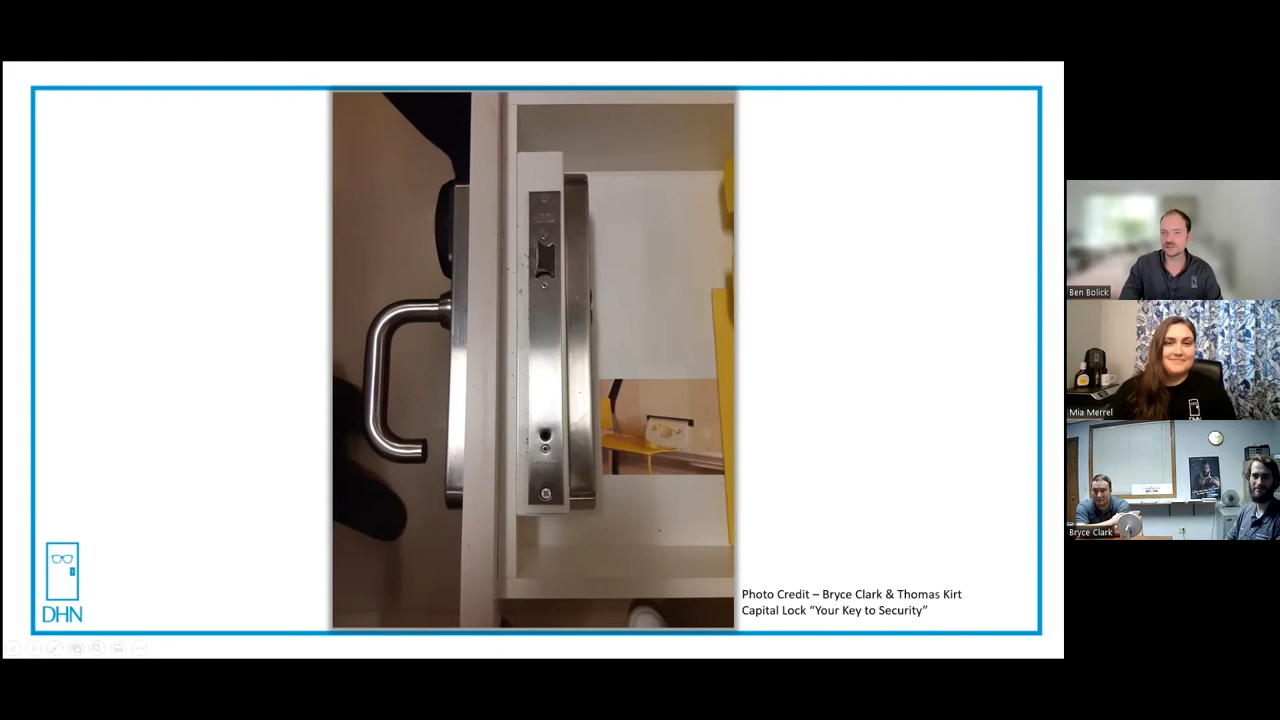 DHN
Photo Credit – Bryce Clark & Thomas Kirt
Capital Lock “Your Key to Security”
Ben Bolick
Mia Merrel
DHN
Bryce Clark